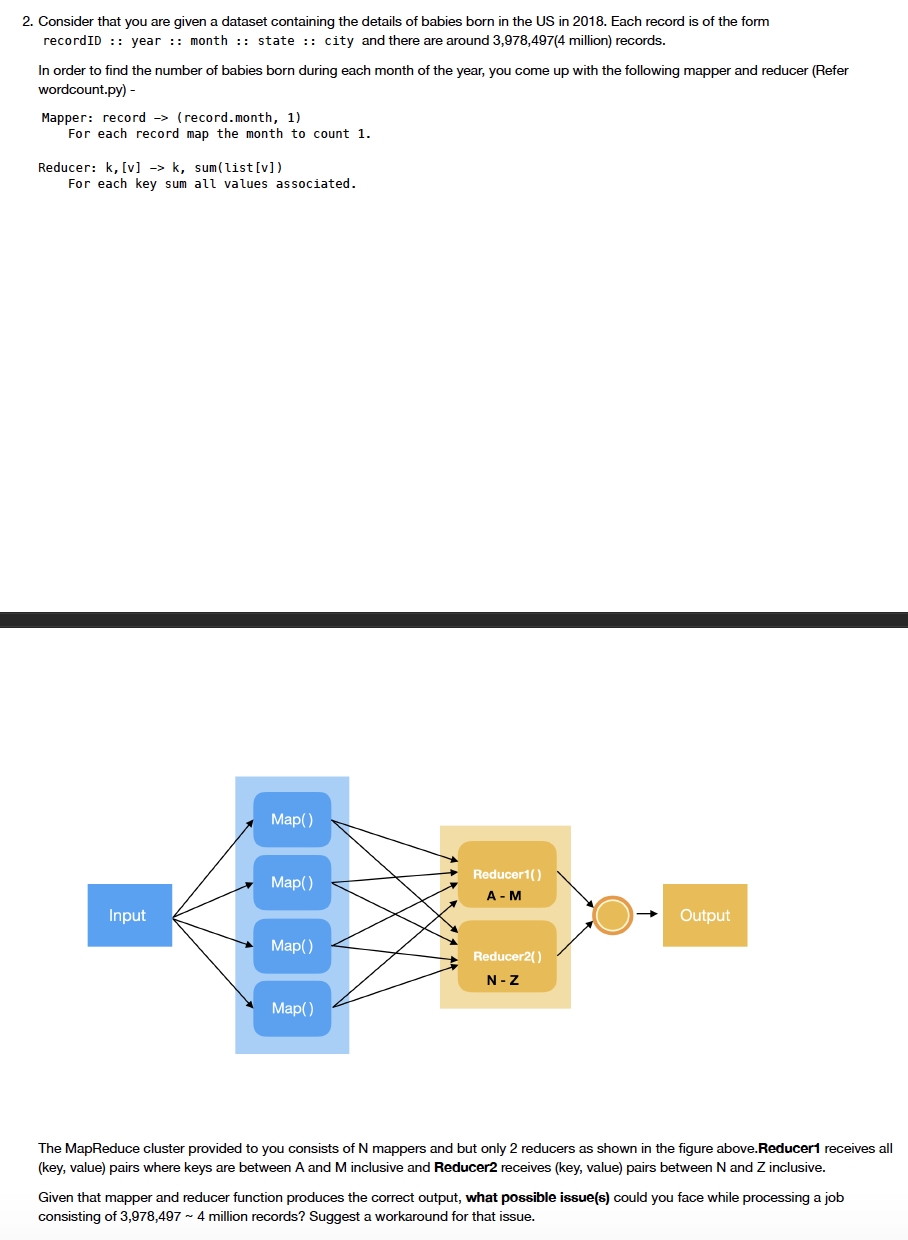 2. Consider that you are given a dataset containing the details of babies born in the US in 2018. Each record is of the form
recordID :: year :: month :: state :: city and there are around 3,978,497(4 million) records.
In order to find the number of babies born during each month of the year, you come up with the following mapper and reducer (Refer
wordcount.py) -
Mapper: record -> (record.month, 1)
For each record map the month to count 1.
Reducer: k,[v] -> k, sum(list[v])
For each key sum all values associated.
Map()
Map()
Map()
Map()
Input
Reducer1()
A - M
Reducer2()
N - Z
Output
The MapReduce cluster provided to you consists of N mappers and but only 2 reducers as shown in the figure above.Reducer1 receives all
(key, value) pairs where keys are between A and M inclusive and Reducer2 receives (key, value) pairs between N and Z inclusive.
Given that mapper and reducer function produces the correct output, what possible issue(s) could you face while processing a job
consisting of 3,978,497 ~ 4 million records? Suggest a workaround for that issue.